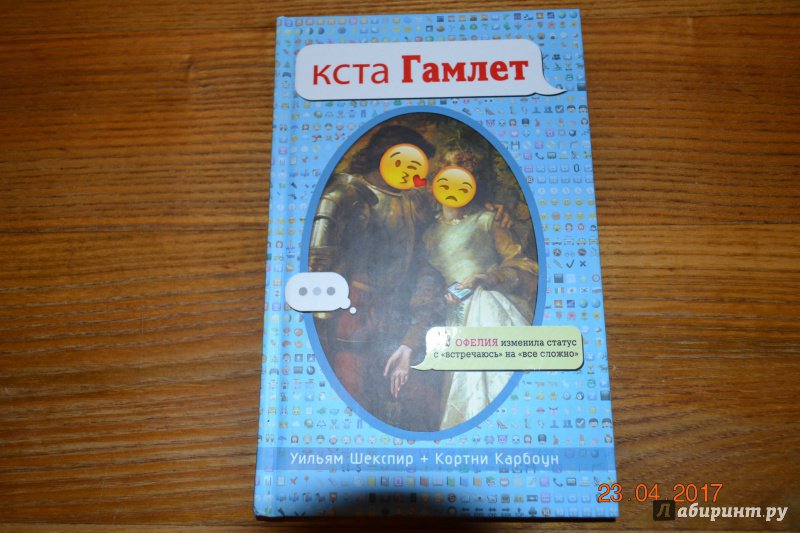 кста Гамлет
ОФЕЛИЯ изменила статус
с «встречаюсь» на «все сложно»
Уильям Шекспир + Кортни Карбоун
23.04.2017
Лабиринт.ру